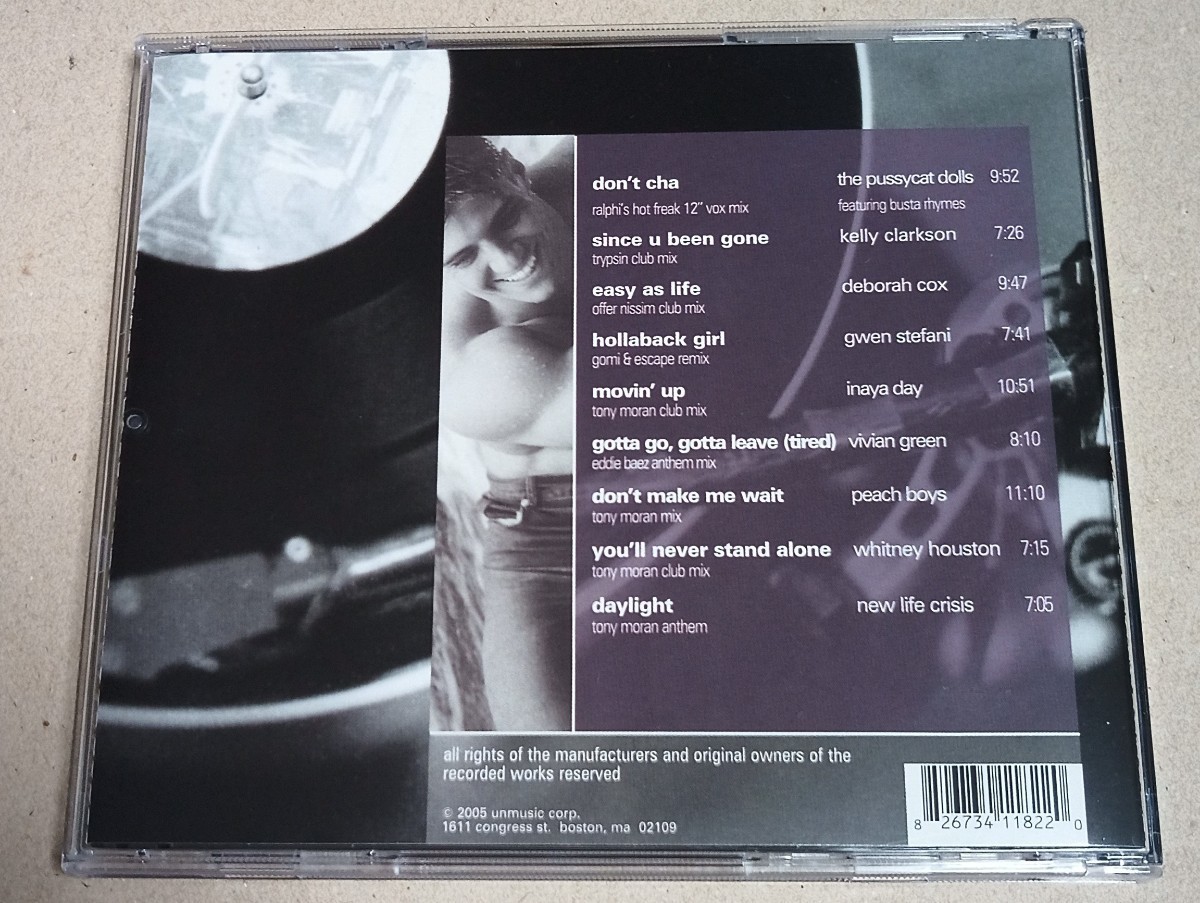 don't cha the pussycat dolls 9:52
ralphi's hot freak 12" vox mix featuring busta rhymes
since u been gone kelly clarkson 7:26
trypsin club mix
easy as life deborah cox 9:47
offer nissim club mix
hollaback girl gwen stefani 7:41
gomi & escape remix
movin' up inaya day 10:51
tony moran club mix
gotta go, gotta leave (tired) vivian green 8:10
eddie baez anthem mix
don't make me wait peach boys 11:10
tony moran mix
you'll never stand alone whitney houston 7:15
tony moran club mix
daylight new life crisis 7:05
tony moran anthem
all rights of the manufacturers and original owners of the
recorded works reserved
© 2005 unmusic corp.
1611 congress st. boston, ma 02109
8 26734 11822 0